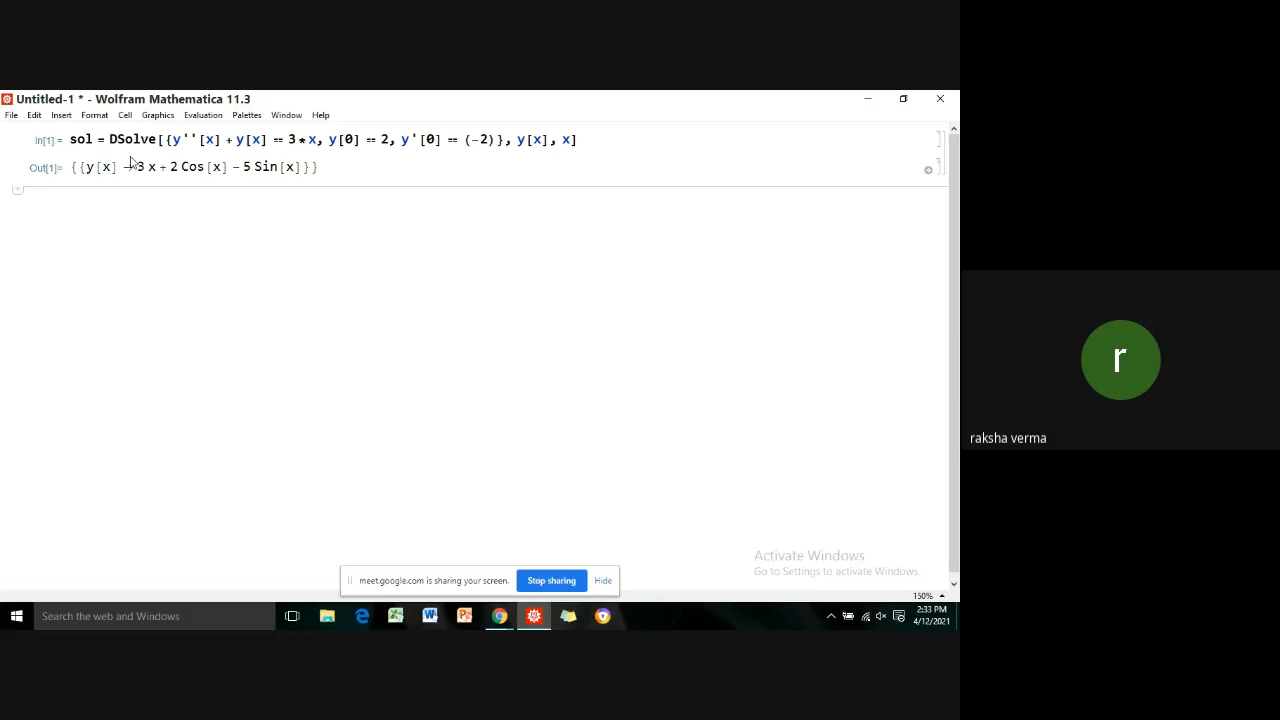 Untitled-1 * - Wolfram Mathematica 11.3
File Edit Insert Format Cell Graphics Evaluation Palettes Window Help
In[1]:= sol = DSolve[{y''[x] + y[x] == 3*x, y[0] == 2, y'[0] == (-2)}, y[x], x]
Out[1]= {{y[x] → 3 x + 2 Cos[x] - 5 Sin[x]}}
r
raksha verma
Activate Windows
Go to Settings to activate Windows.
meet.google.com is sharing your screen. Stop sharing Hide
150%
Search the web and Windows
2:33 PM
4/12/2021